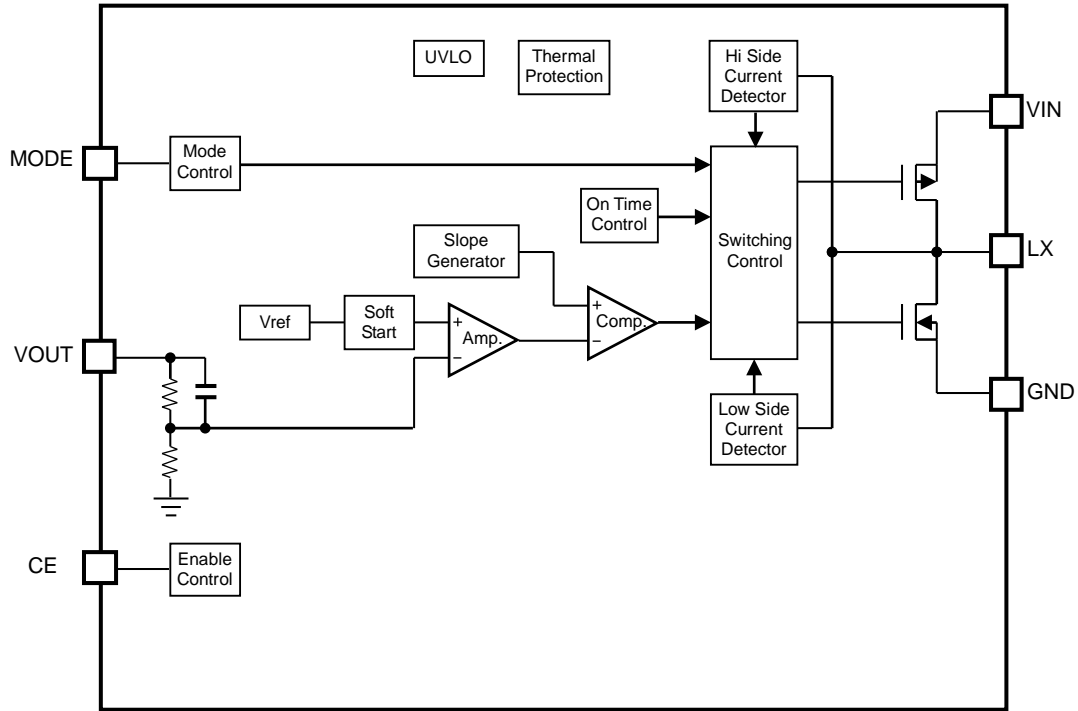 UVLO
Thermal
Protection
Hi Side
Current
Detector
VIN
MODE
Mode
Control
On Time
Control
Switching
Control
Slope
Generator
LX
Vref
Soft
Start
+
Amp.
−
+
Comp.
−
VOUT
GND
Low Side
Current
Detector
CE
Enable
Control